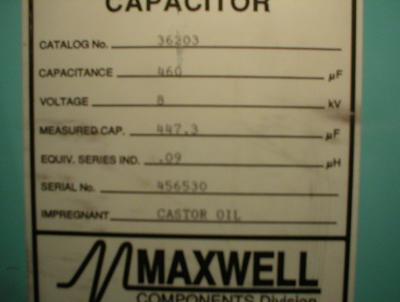 CAPACITOR
CATALOG No. 36203
CAPACITANCE 460 µF
VOLTAGE 8 kV
MEASURED CAP. 447.3 µF
EQUIV. SERIES IND. .09 µH
SERIAL No. 456530
IMPREGNANT CASTOR OIL
MAXWELL
COMPONENTS Division